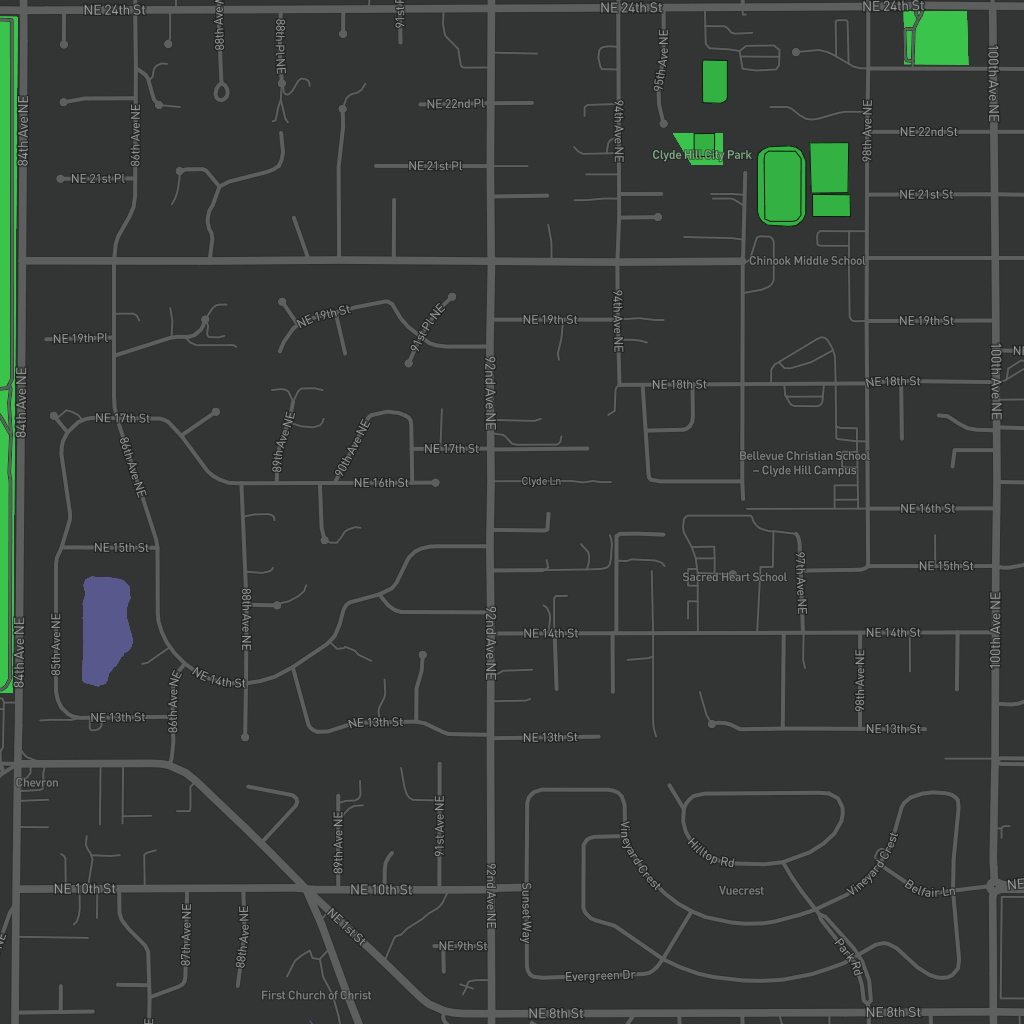 NE 24th St
NE 24th St
NE 24th St
88th Ave NE
88th Pl NE
91st Pl
95th Ave NE
100th Ave NE
84th Ave NE
86th Ave NE
NE 22nd Pl
94th Ave NE
98th Ave NE
NE 22nd St
Clyde Hill City Park
NE 21st Pl
NE 21st Pl
NE 21st St
Chinook Middle School
NE 19th St
91st Pl NE
NE 19th St
94th Ave NE
NE 19th St
NE 19th Pl
NE
84th Ave NE
92nd Ave NE
NE 18th St
NE 18th St
100th Ave NE
NE 17th St
86th Ave NE
89th Ave NE
90th Ave NE
NE 17th St
Bellevue Christian School
– Clyde Hill Campus
NE 16th St
Clyde Ln
NE 16th St
NE 15th St
Sacred Heart School
97th Ave NE
NE 15th St
84th Ave NE
85th Ave NE
88th Ave NE
92nd Ave NE
NE 14th St
NE 14th St
100th Ave NE
NE 14th St
86th Ave NE
98th Ave NE
NE 13th St
NE 13th St
NE 13th St
NE 13th St
Chevron
89th Ave NE
91st Ave NE
Vineyard Crest
Hilltop Rd
Vineyard Crest
NE 10th St
NE 10th St
92nd Ave NE
Sunset Way
Vuecrest
Belfair Ln
NE
87th Ave NE
88th Ave NE
NE 1st St
NE 9th St
Park Rd
Evergreen Dr
First Church of Christ
NE 8th St
NE 8th St
NE
NE